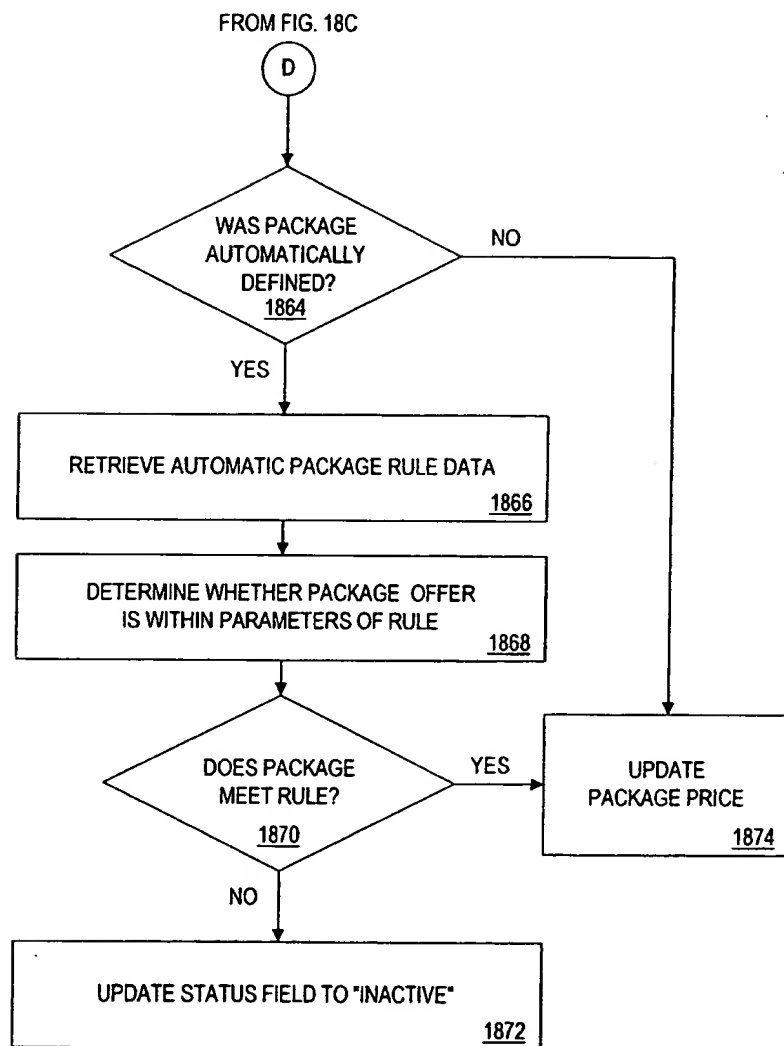 FROM FIG. 18C
D
WAS PACKAGE
AUTOMATICALLY
DEFINED?
1864
NO
YES
RETRIEVE AUTOMATIC PACKAGE RULE DATA
1866
DETERMINE WHETHER PACKAGE OFFER
IS WITHIN PARAMETERS OF RULE
1868
DOES PACKAGE
MEET RULE?
1870
YES
UPDATE
PACKAGE PRICE
1874
NO
UPDATE STATUS FIELD TO "INACTIVE"
1872